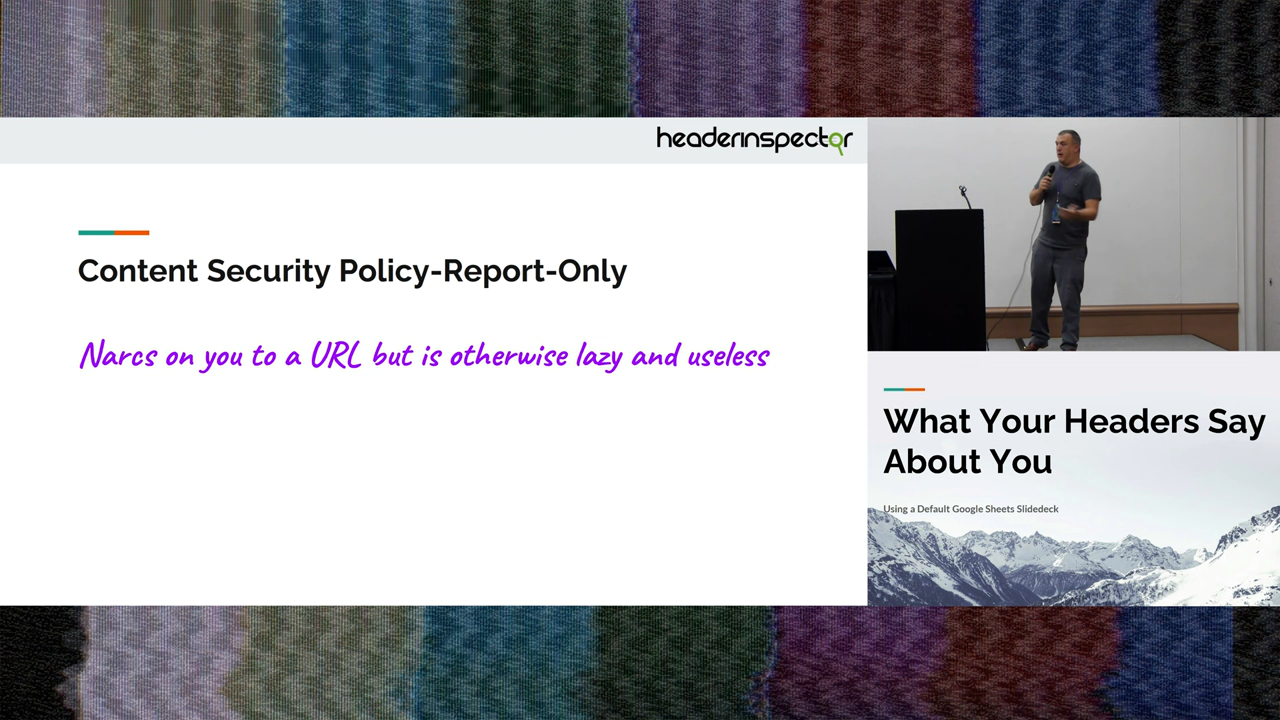 headerinspector
Content Security Policy-Report-Only
Narcs on you to a URL but is otherwise lazy and useless
What Your Headers Say
About You
Using a Default Google Sheets Slidedeck